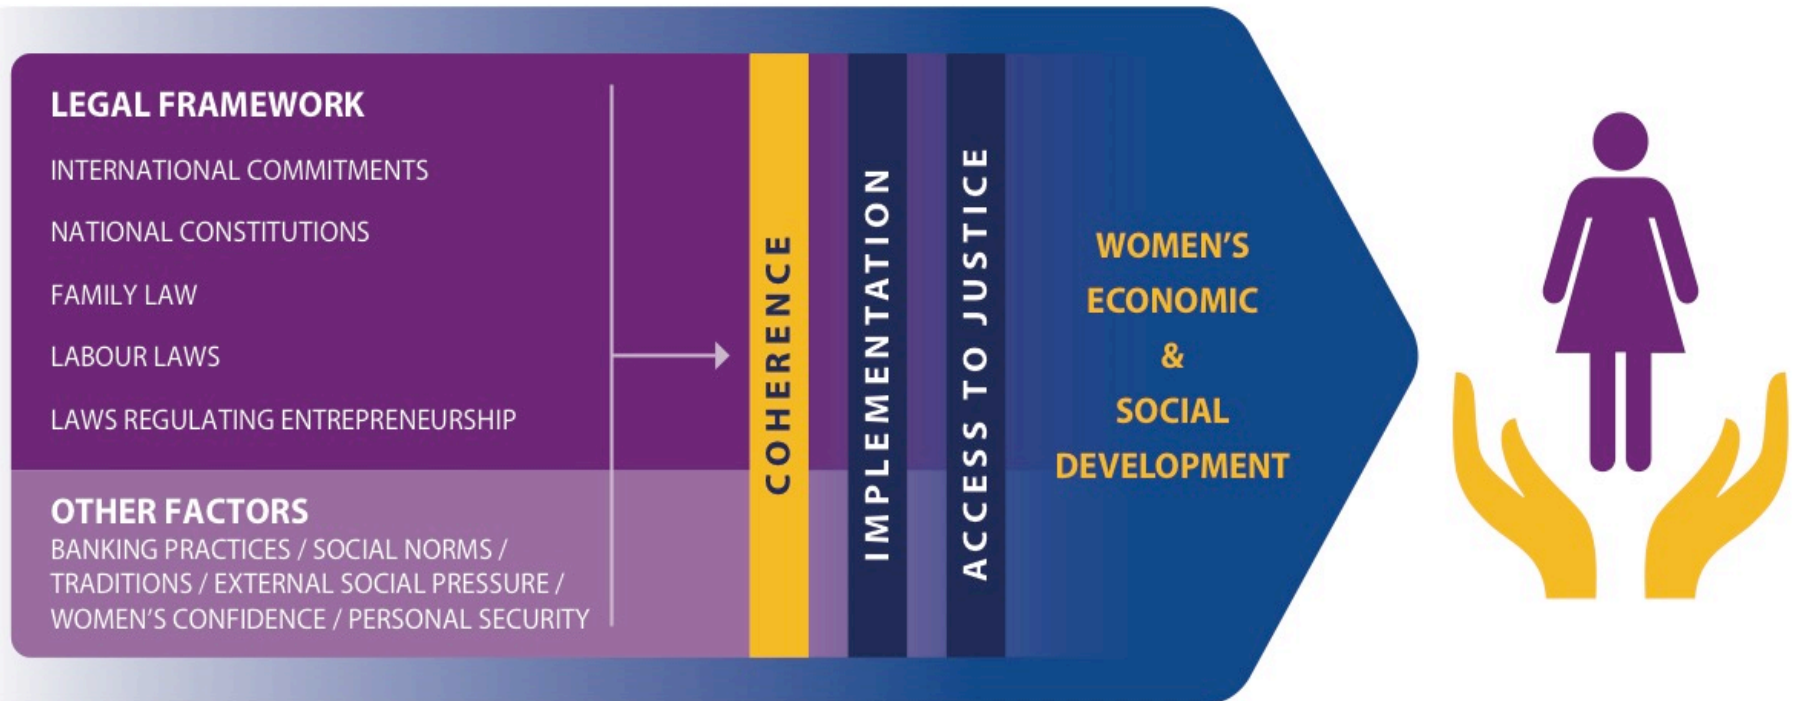 LEGAL FRAMEWORK
INTERNATIONAL COMMITMENTS
NATIONAL CONSTITUTIONS
FAMILY LAW
LABOUR LAWS
LAWS REGULATING ENTREPRENEURSHIP
OTHER FACTORS
BANKING PRACTICES / SOCIAL NORMS /
TRADITIONS / EXTERNAL SOCIAL PRESSURE /
WOMEN’S CONFIDENCE / PERSONAL SECURITY
COHERENCE
IMPLEMENTATION
ACCESS TO JUSTICE
WOMEN’S
ECONOMIC
&
SOCIAL
DEVELOPMENT